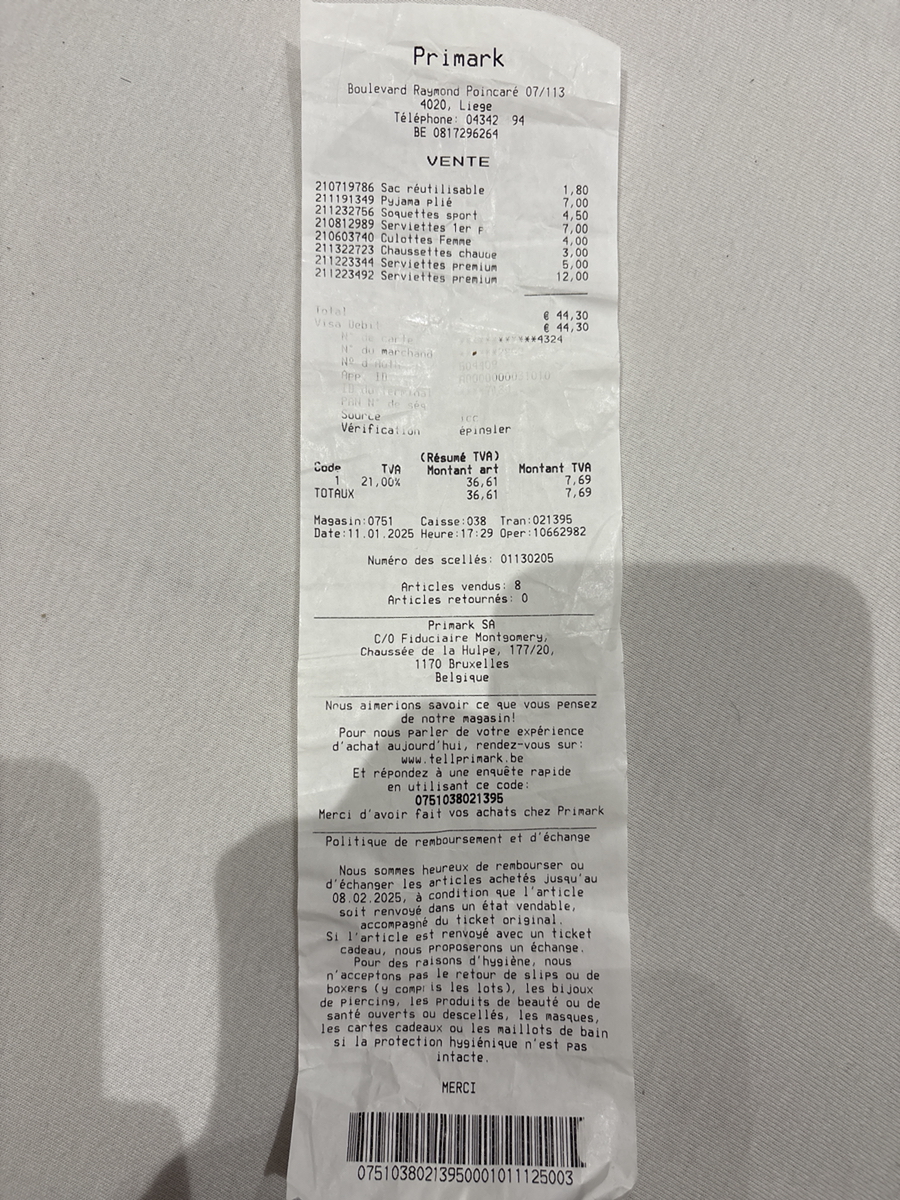 Primark
Boulevard Raymond Poincaré 07/113
4020, Liege
Téléphone: 04342 94
BE 0817296264
VENTE
210719786 Sac réutilisable 1,80
211191349 Pyjama plié 7,00
211232756 Soquettes sport 4,50
210812989 Serviettes 1er P 7,00
210603740 Culottes Femme 4,00
211322723 Chaussettes chaude 3,00
211223344 Serviettes premium 5,00
211223492 Serviettes premium 12,00
Total € 44,30
Visa Debit € 44,30
N° de carte **4324
N° du marchand
App. ID
Source
Vérification épingler
(Résumé TVA)
Code TVA Montant art Montant TVA
1 21,00% 36,61 7,69
TOTAUX 36,61 7,69
Magasin:0751 Caisse:038 Tran:021395
Date:11.01.2025 Heure:17:29 Oper:10662982
Numéro des scellés: 01130205
Articles vendus: 8
Articles retournés: 0
Primark SA
C/O Fiduciaire Montgomery,
Chaussée de la Hulpe, 177/20,
1170 Bruxelles
Belgique
Nous aimerions savoir ce que vous pensez
de notre magasin!
Pour nous parler de votre expérience
d'achat aujourd'hui, rendez-vous sur:
www.tellprimark.be
Et répondez à une enquête rapide
en utilisant ce code:
0751038021395
Merci d'avoir fait vos achats chez Primark
Politique de remboursement et d'échange
Nous sommes heureux de rembourser ou
d'échanger les articles achetés jusqu'au
08.02.2025, à condition que l'article
soit renvoyé dans un état vendable,
accompagné du ticket original.
Si l'article est renvoyé avec un ticket
cadeau, nous proposerons un échange.
Pour des raisons d'hygiène, nous
n'acceptons pas le retour de slips ou de
boxers (y compris les lots), les bijoux
de piercing, les produits de beauté ou de
santé ouverts ou descellés, les masques,
les cartes cadeaux ou les maillots de bain
si la protection hygiénique n'est pas
intacte.
MERCI
07510380213950001011125003